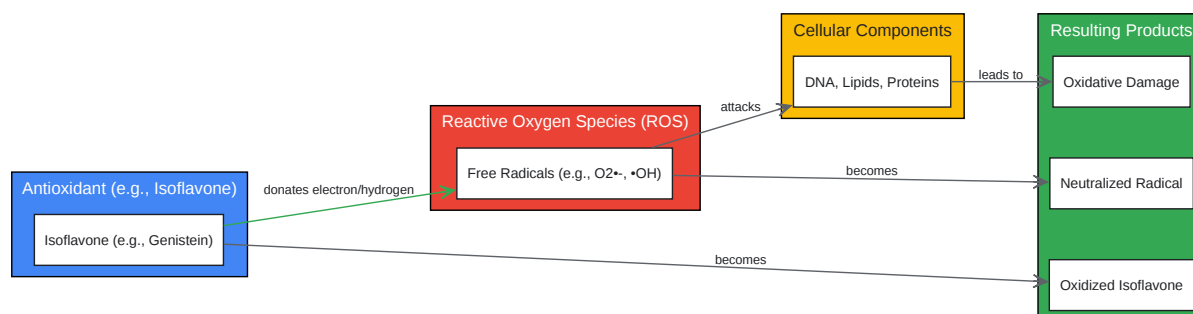 Cellular Components
Resulting Products
DNA, Lipids, Proteins
leads to
Oxidative Damage
attacks
Reactive Oxygen Species (ROS)
Free Radicals (e.g., O2•-, •OH)
becomes
Neutralized Radical
Antioxidant (e.g., Isoflavone)
donates electron/hydrogen
Isoflavone (e.g., Genistein)
becomes
Oxidized Isoflavone